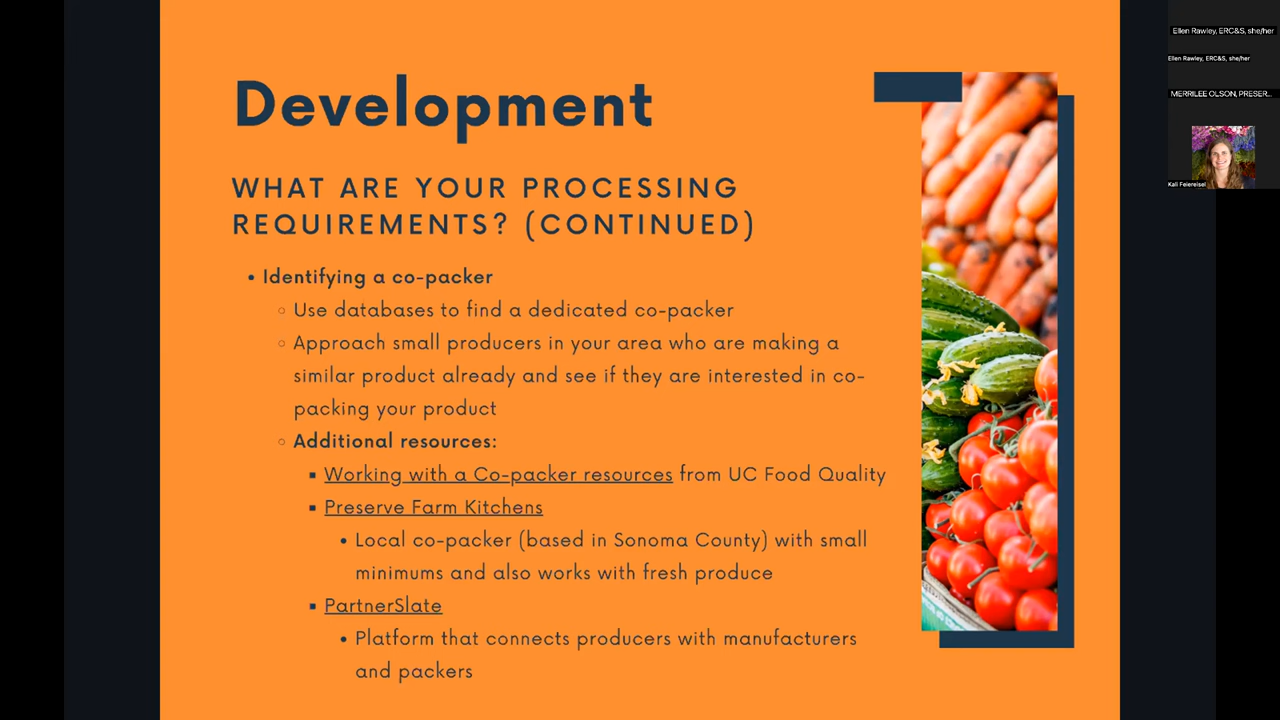 Development
WHAT ARE YOUR PROCESSING
REQUIREMENTS? (CONTINUED)
• Identifying a co-packer
◦ Use databases to find a dedicated co-packer
◦ Approach small producers in your area who are making a
similar product already and see if they are interested in co-
packing your product
◦ Additional resources:
▪ Working with a Co-packer resources from UC Food Quality
▪ Preserve Farm Kitchens
• Local co-packer (based in Sonoma County) with small
minimums and also works with fresh produce
▪ PartnerSlate
• Platform that connects producers with manufacturers
and packers
Ellen Rawley, ERC&S, she/her
Ellen Rawley, ERC&S, she/her
MERRILEE OLSON, PRESER...
Kali Feiereisel